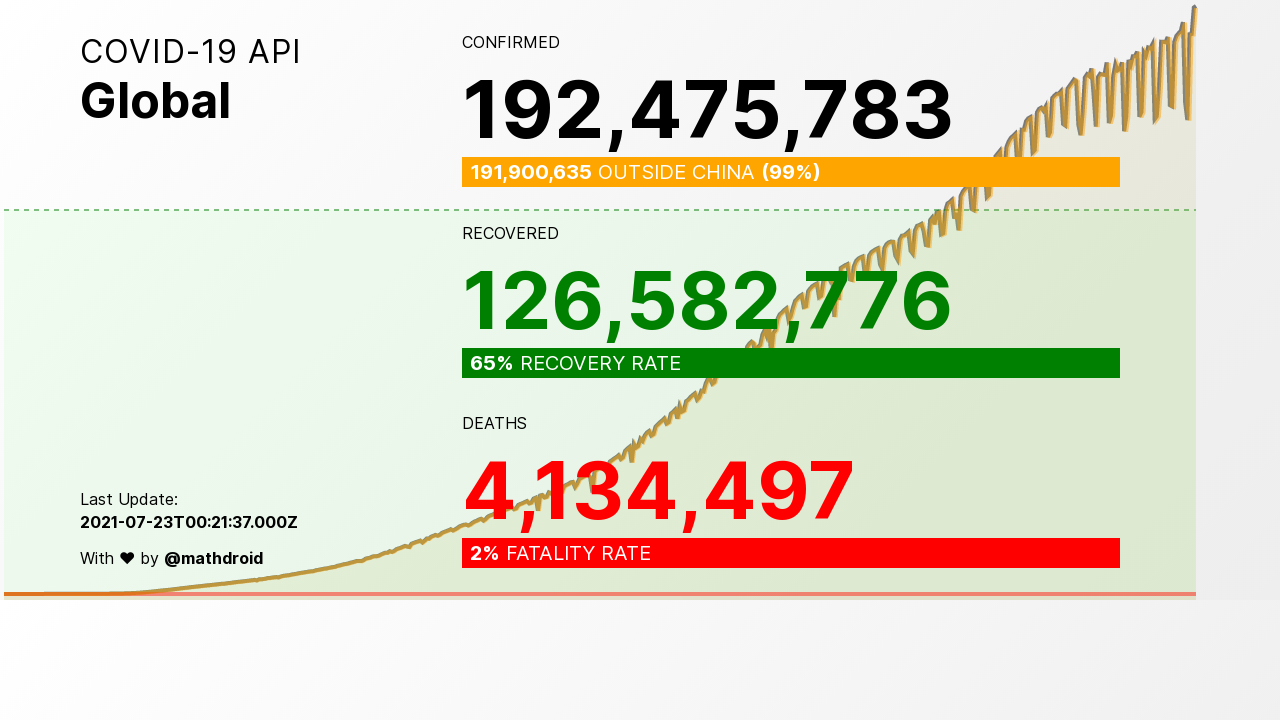 COVID-19 API
Global
CONFIRMED
192,475,783
191,900,635 OUTSIDE CHINA (99%)
RECOVERED
126,582,776
65% RECOVERY RATE
DEATHS
4,134,497
2% FATALITY RATE
Last Update:
2021-07-23T00:21:37.000Z
With ♥ by @mathdroid